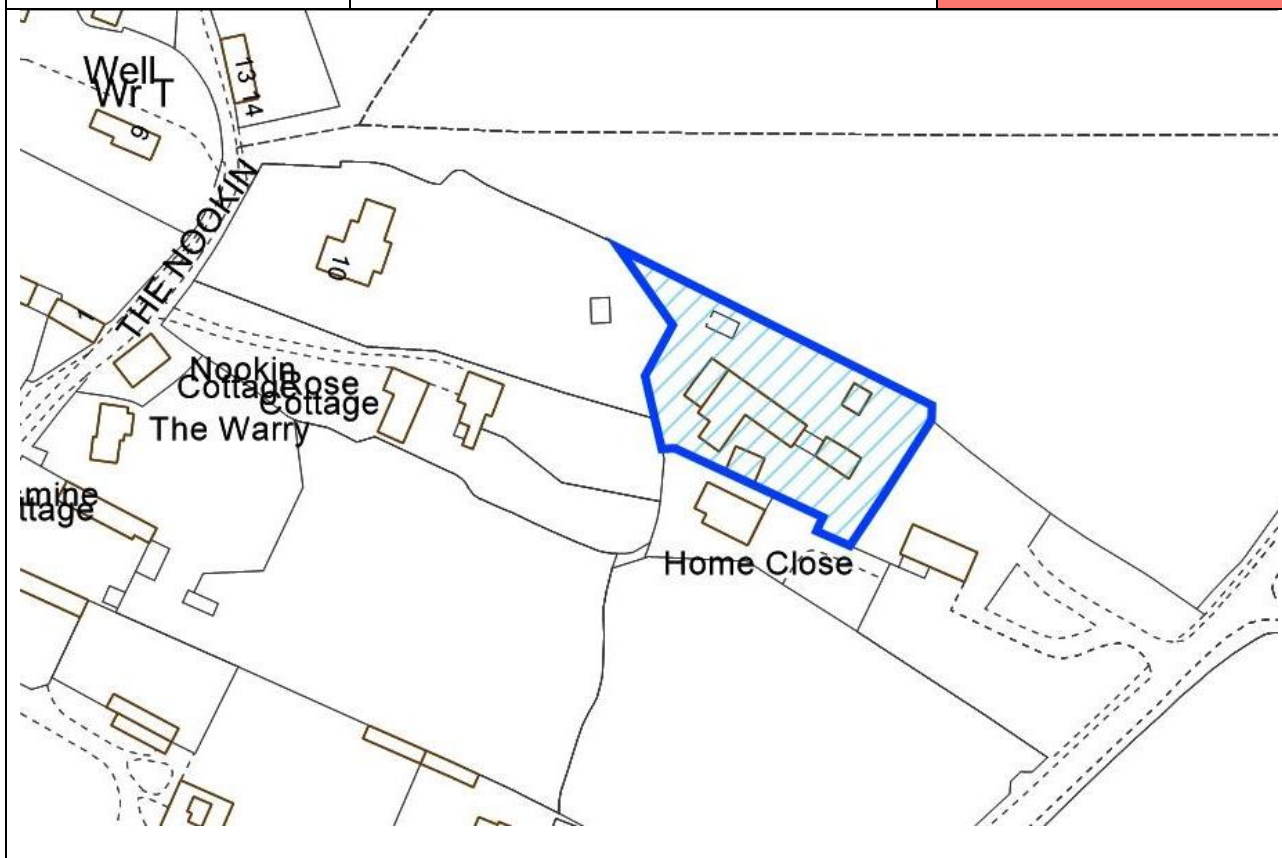 Well
Wr T
13
14
9
THE NOOKIN
10
1
Nookin
Cottage
Rose
Cottage
The Warry
mine
ttage
Home Close